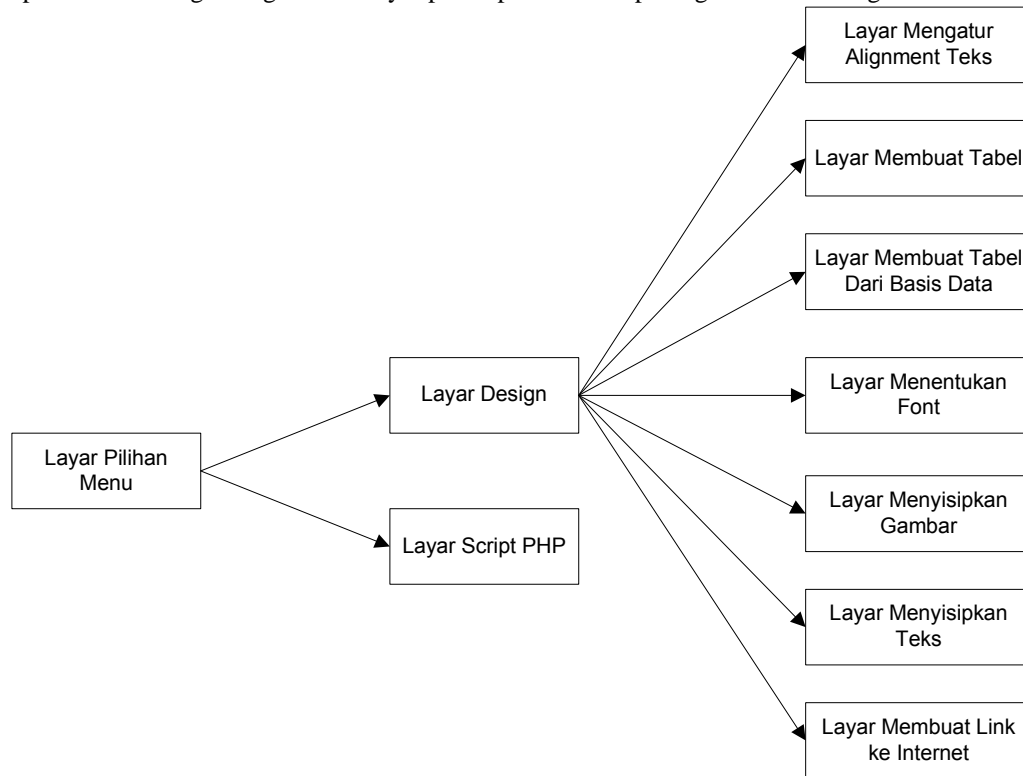 Layar Mengatur
Alignment Teks
Layar Membuat Tabel
Layar Membuat Tabel
Dari Basis Data
Layar Design
Layar Menentukan
Font
Layar Pilihan
Menu
Layar Menyisipkan
Gambar
Layar Script PHP
Layar Menyisipkan
Teks
Layar Membuat Link
ke Internet